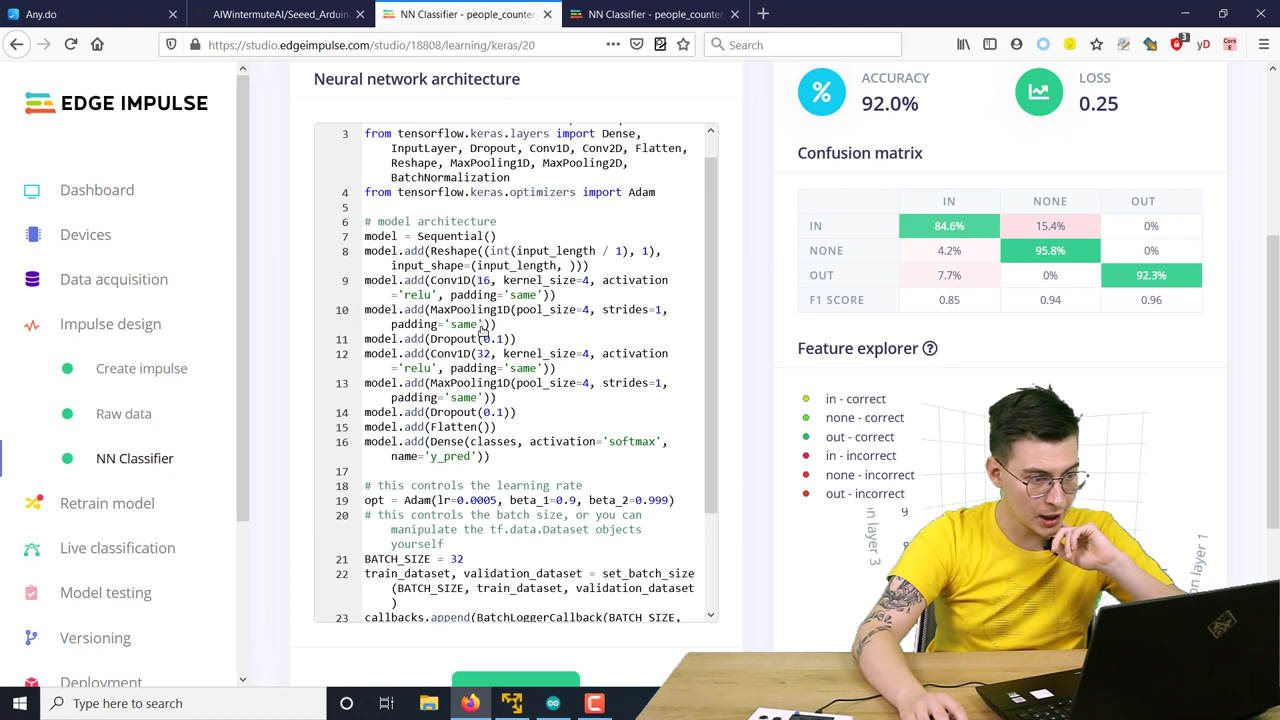 Any.do
AIWintermuteAI/Seeed_Arduin
NN Classifier - people_counter
NN Classifier - people_counter
https://studio.edgeimpulse.com/studio/18808/learning/keras/20
Search
EDGE IMPULSE
Dashboard
Devices
Data acquisition
Impulse design
Create impulse
Raw data
NN Classifier
Retrain model
Live classification
Model testing
Versioning
Deployment
Neural network architecture
3 from tensorflow.keras.layers import Dense,
InputLayer, Dropout, Conv1D, Conv2D, Flatten,
Reshape, MaxPooling1D, MaxPooling2D,
BatchNormalization
4 from tensorflow.keras.optimizers import Adam
5
6 # model architecture
7 model = Sequential()
8 model.add(Reshape((int(input_length / 1), 1),
input_shape=(input_length, )))
9 model.add(Conv1D(16, kernel_size=4, activation
='relu', padding='same'))
10 model.add(MaxPooling1D(pool_size=4, strides=1,
padding='same'))
11 model.add(Dropout(0.1))
12 model.add(Conv1D(32, kernel_size=4, activation
='relu', padding='same'))
13 model.add(MaxPooling1D(pool_size=4, strides=1,
padding='same'))
14 model.add(Dropout(0.1))
15 model.add(Flatten())
16 model.add(Dense(classes, activation='softmax',
name='y_pred'))
17
18 # this controls the learning rate
19 opt = Adam(lr=0.0005, beta_1=0.9, beta_2=0.999)
20 # this controls the batch size, or you can
manipulate the tf.data.Dataset objects
yourself
21 BATCH_SIZE = 32
22 train_dataset, validation_dataset = set_batch_size
(BATCH_SIZE, train_dataset, validation_dataset
)
23 callbacks.append(BatchLoggerCallback(BATCH_SIZE,
% ACCURACY
92.0%
LOSS
0.25
Confusion matrix
IN NONE OUT
IN 84.6% 15.4% 0%
NONE 4.2% 95.8% 0%
OUT 7.7% 0% 92.3%
F1 SCORE 0.85 0.94 0.96
Feature explorer ?
in - correct
none - correct
out - correct
in - incorrect
none - incorrect
out - incorrect
9
Type here to search